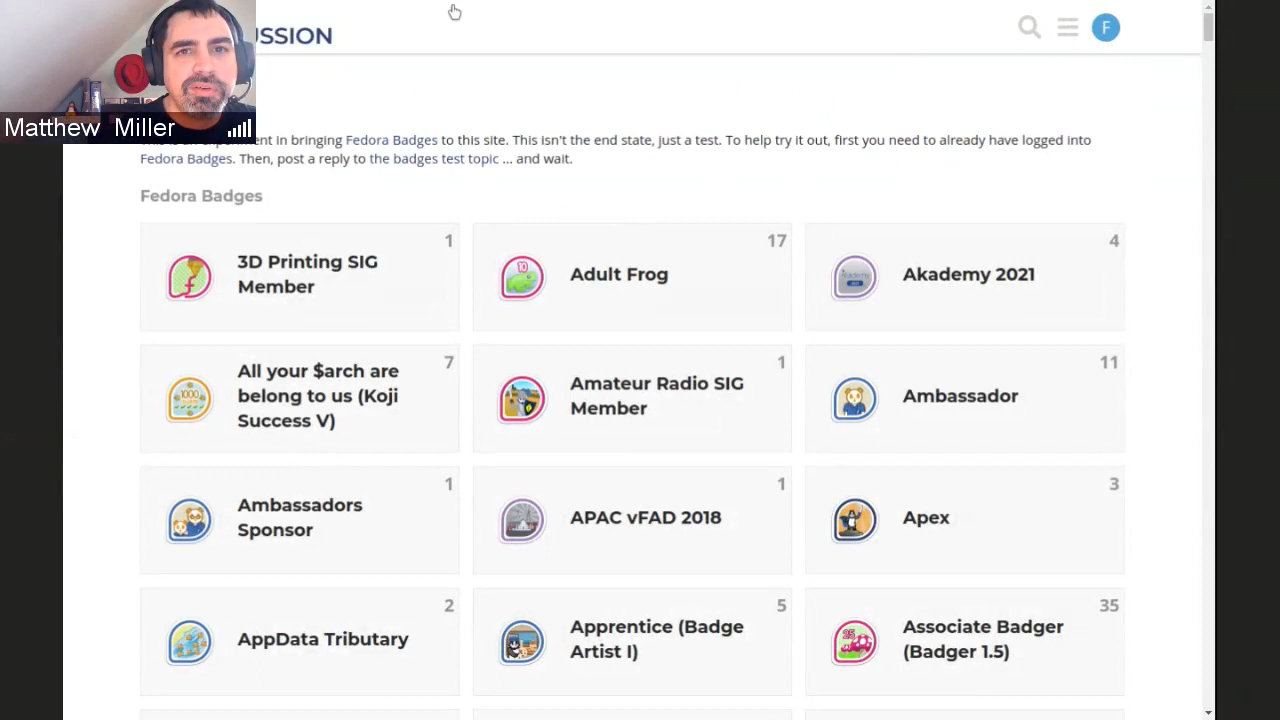 USSION
F
Matthew Miller
ent in bringing Fedora Badges to this site. This isn't the end state, just a test. To help try it out, first you need to already have logged into
Fedora Badges. Then, post a reply to the badges test topic ... and wait.
Fedora Badges
1
3D Printing SIG
Member
17
Adult Frog
4
Akademy 2021
7
All your $arch are
belong to us (Koji
Success V)
1
Amateur Radio SIG
Member
11
Ambassador
1
Ambassadors
Sponsor
1
APAC vFAD 2018
3
Apex
2
AppData Tributary
5
Apprentice (Badge
Artist I)
35
Associate Badger
(Badger 1.5)